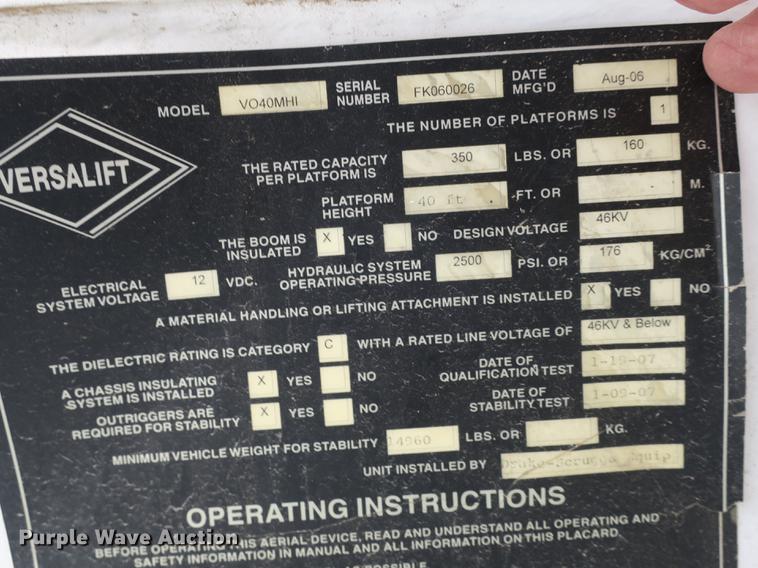 MODEL VO40MHI SERIAL NUMBER FK060026 DATE MFG'D Aug-06
THE NUMBER OF PLATFORMS IS 1
VERSALIFT
THE RATED CAPACITY PER PLATFORM IS 350 LBS. OR 160 KG.
PLATFORM HEIGHT 40 ft FT. OR M.
THE BOOM IS INSULATED X YES NO DESIGN VOLTAGE 46KV
ELECTRICAL SYSTEM VOLTAGE 12 VDC. HYDRAULIC SYSTEM OPERATING PRESSURE 2500 PSI. OR 176 KG/CM²
A MATERIAL HANDLING OR LIFTING ATTACHMENT IS INSTALLED X YES NO
THE DIELECTRIC RATING IS CATEGORY C WITH A RATED LINE VOLTAGE OF 46KV & Below
A CHASSIS INSULATING SYSTEM IS INSTALLED X YES NO DATE OF QUALIFICATION TEST 1-19-07
OUTRIGGERS ARE REQUIRED FOR STABILITY X YES NO DATE OF STABILITY TEST 1-09-07
MINIMUM VEHICLE WEIGHT FOR STABILITY 14960 LBS. OR KG.
UNIT INSTALLED BY Drake-Scruggs Equip
OPERATING INSTRUCTIONS
BEFORE OPERATING THIS AERIAL DEVICE, READ AND UNDERSTAND ALL OPERATING AND
SAFETY INFORMATION IN MANUAL AND ALL INFORMATION ON THIS PLACARD.
AS POSSIBLE
Purple Wave Auction